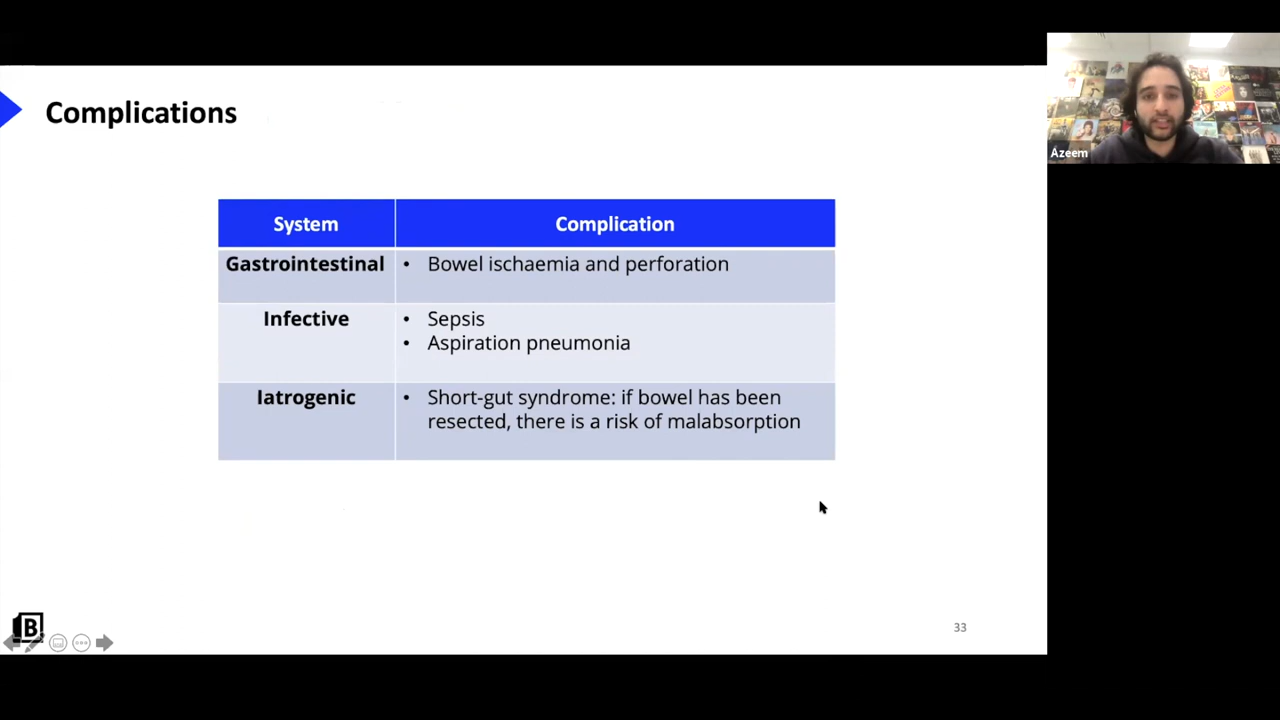 Complications
System
Complication
Gastrointestinal
• Bowel ischaemia and perforation
Infective
• Sepsis
• Aspiration pneumonia
Iatrogenic
• Short-gut syndrome: if bowel has been
resected, there is a risk of malabsorption
B
33
Azeem